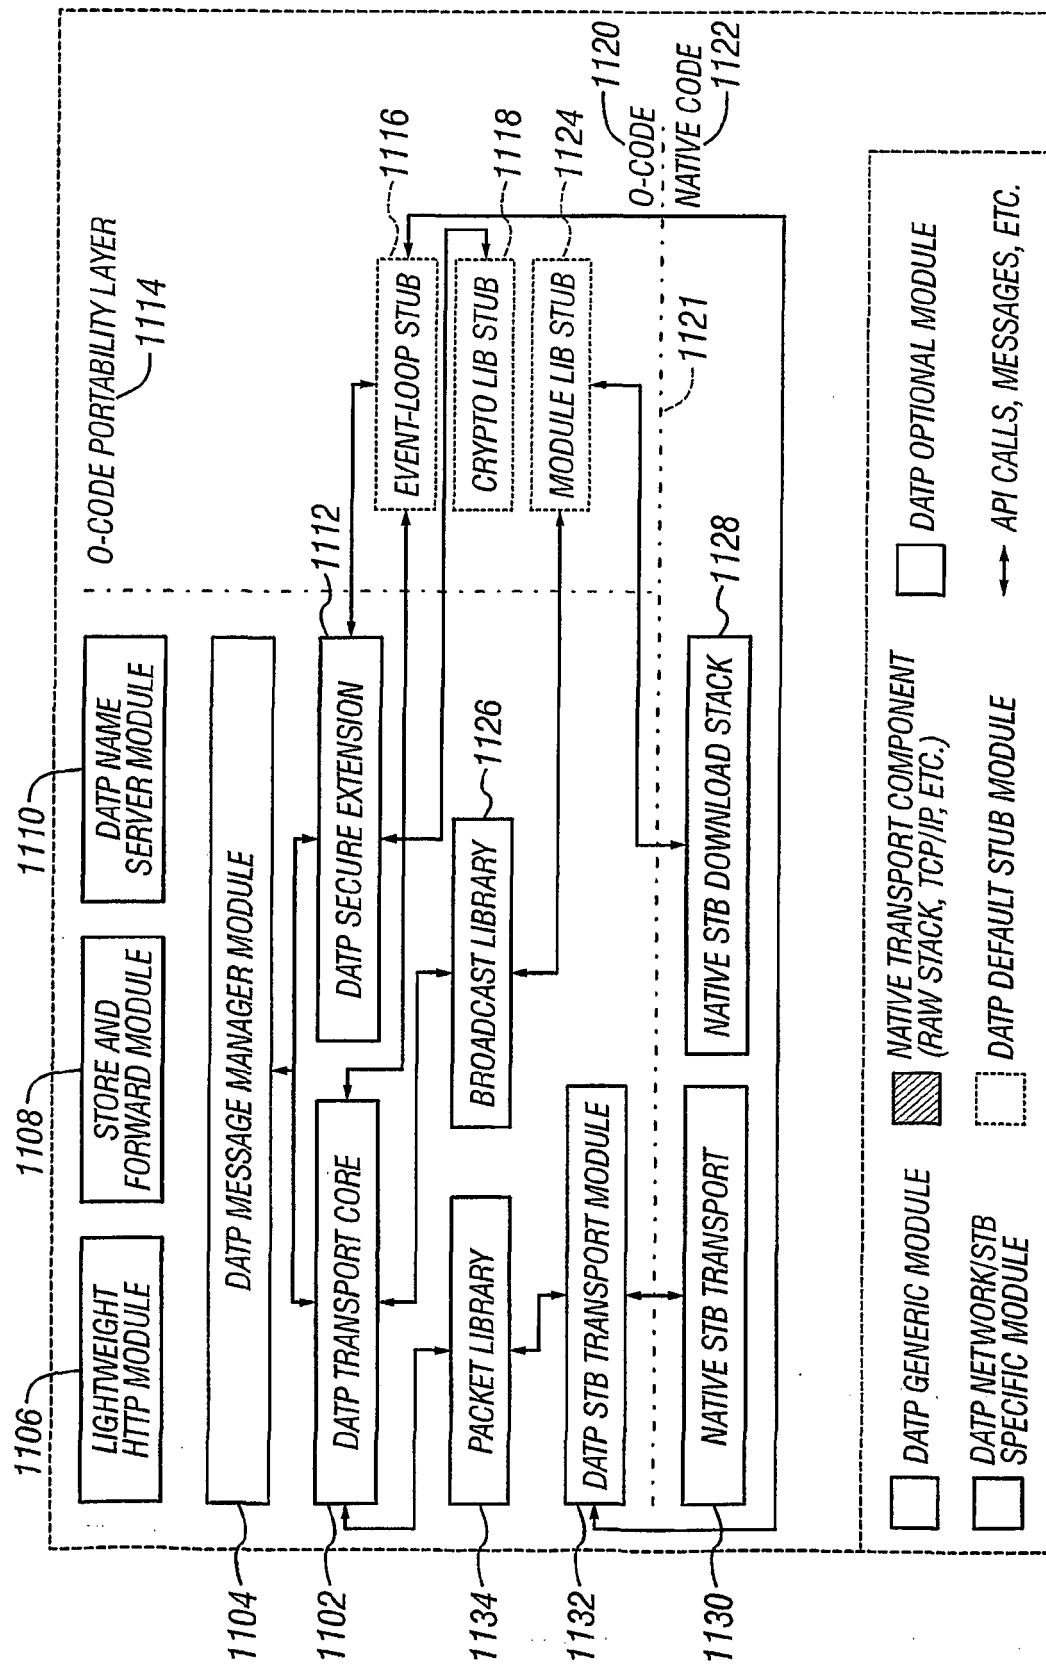 1106
1108
1110
LIGHTWEIGHT
HTTP MODULE
STORE AND
FORWARD MODULE
DATP NAME
SERVER MODULE
O-CODE PORTABILITY LAYER
1114
1104
DATP MESSAGE MANAGER MODULE
1102
DATP TRANSPORT CORE
DATP SECURE EXTENSION
1112
EVENT-LOOP STUB
1116
1134
PACKET LIBRARY
BROADCAST LIBRARY
1126
CRYPTO LIB STUB
1118
1132
DATP STB TRANSPORT MODULE
MODULE LIB STUB
1124
1121
O-CODE
1120
NATIVE CODE
1122
1130
NATIVE STB TRANSPORT
NATIVE STB DOWNLOAD STACK
1128
DATP GENERIC MODULE
NATIVE TRANSPORT COMPONENT
(RAW STACK, TCP/IP, ETC.)
DATP OPTIONAL MODULE
DATP NETWORK/STB
SPECIFIC MODULE
DATP DEFAULT STUB MODULE
API CALLS, MESSAGES, ETC.